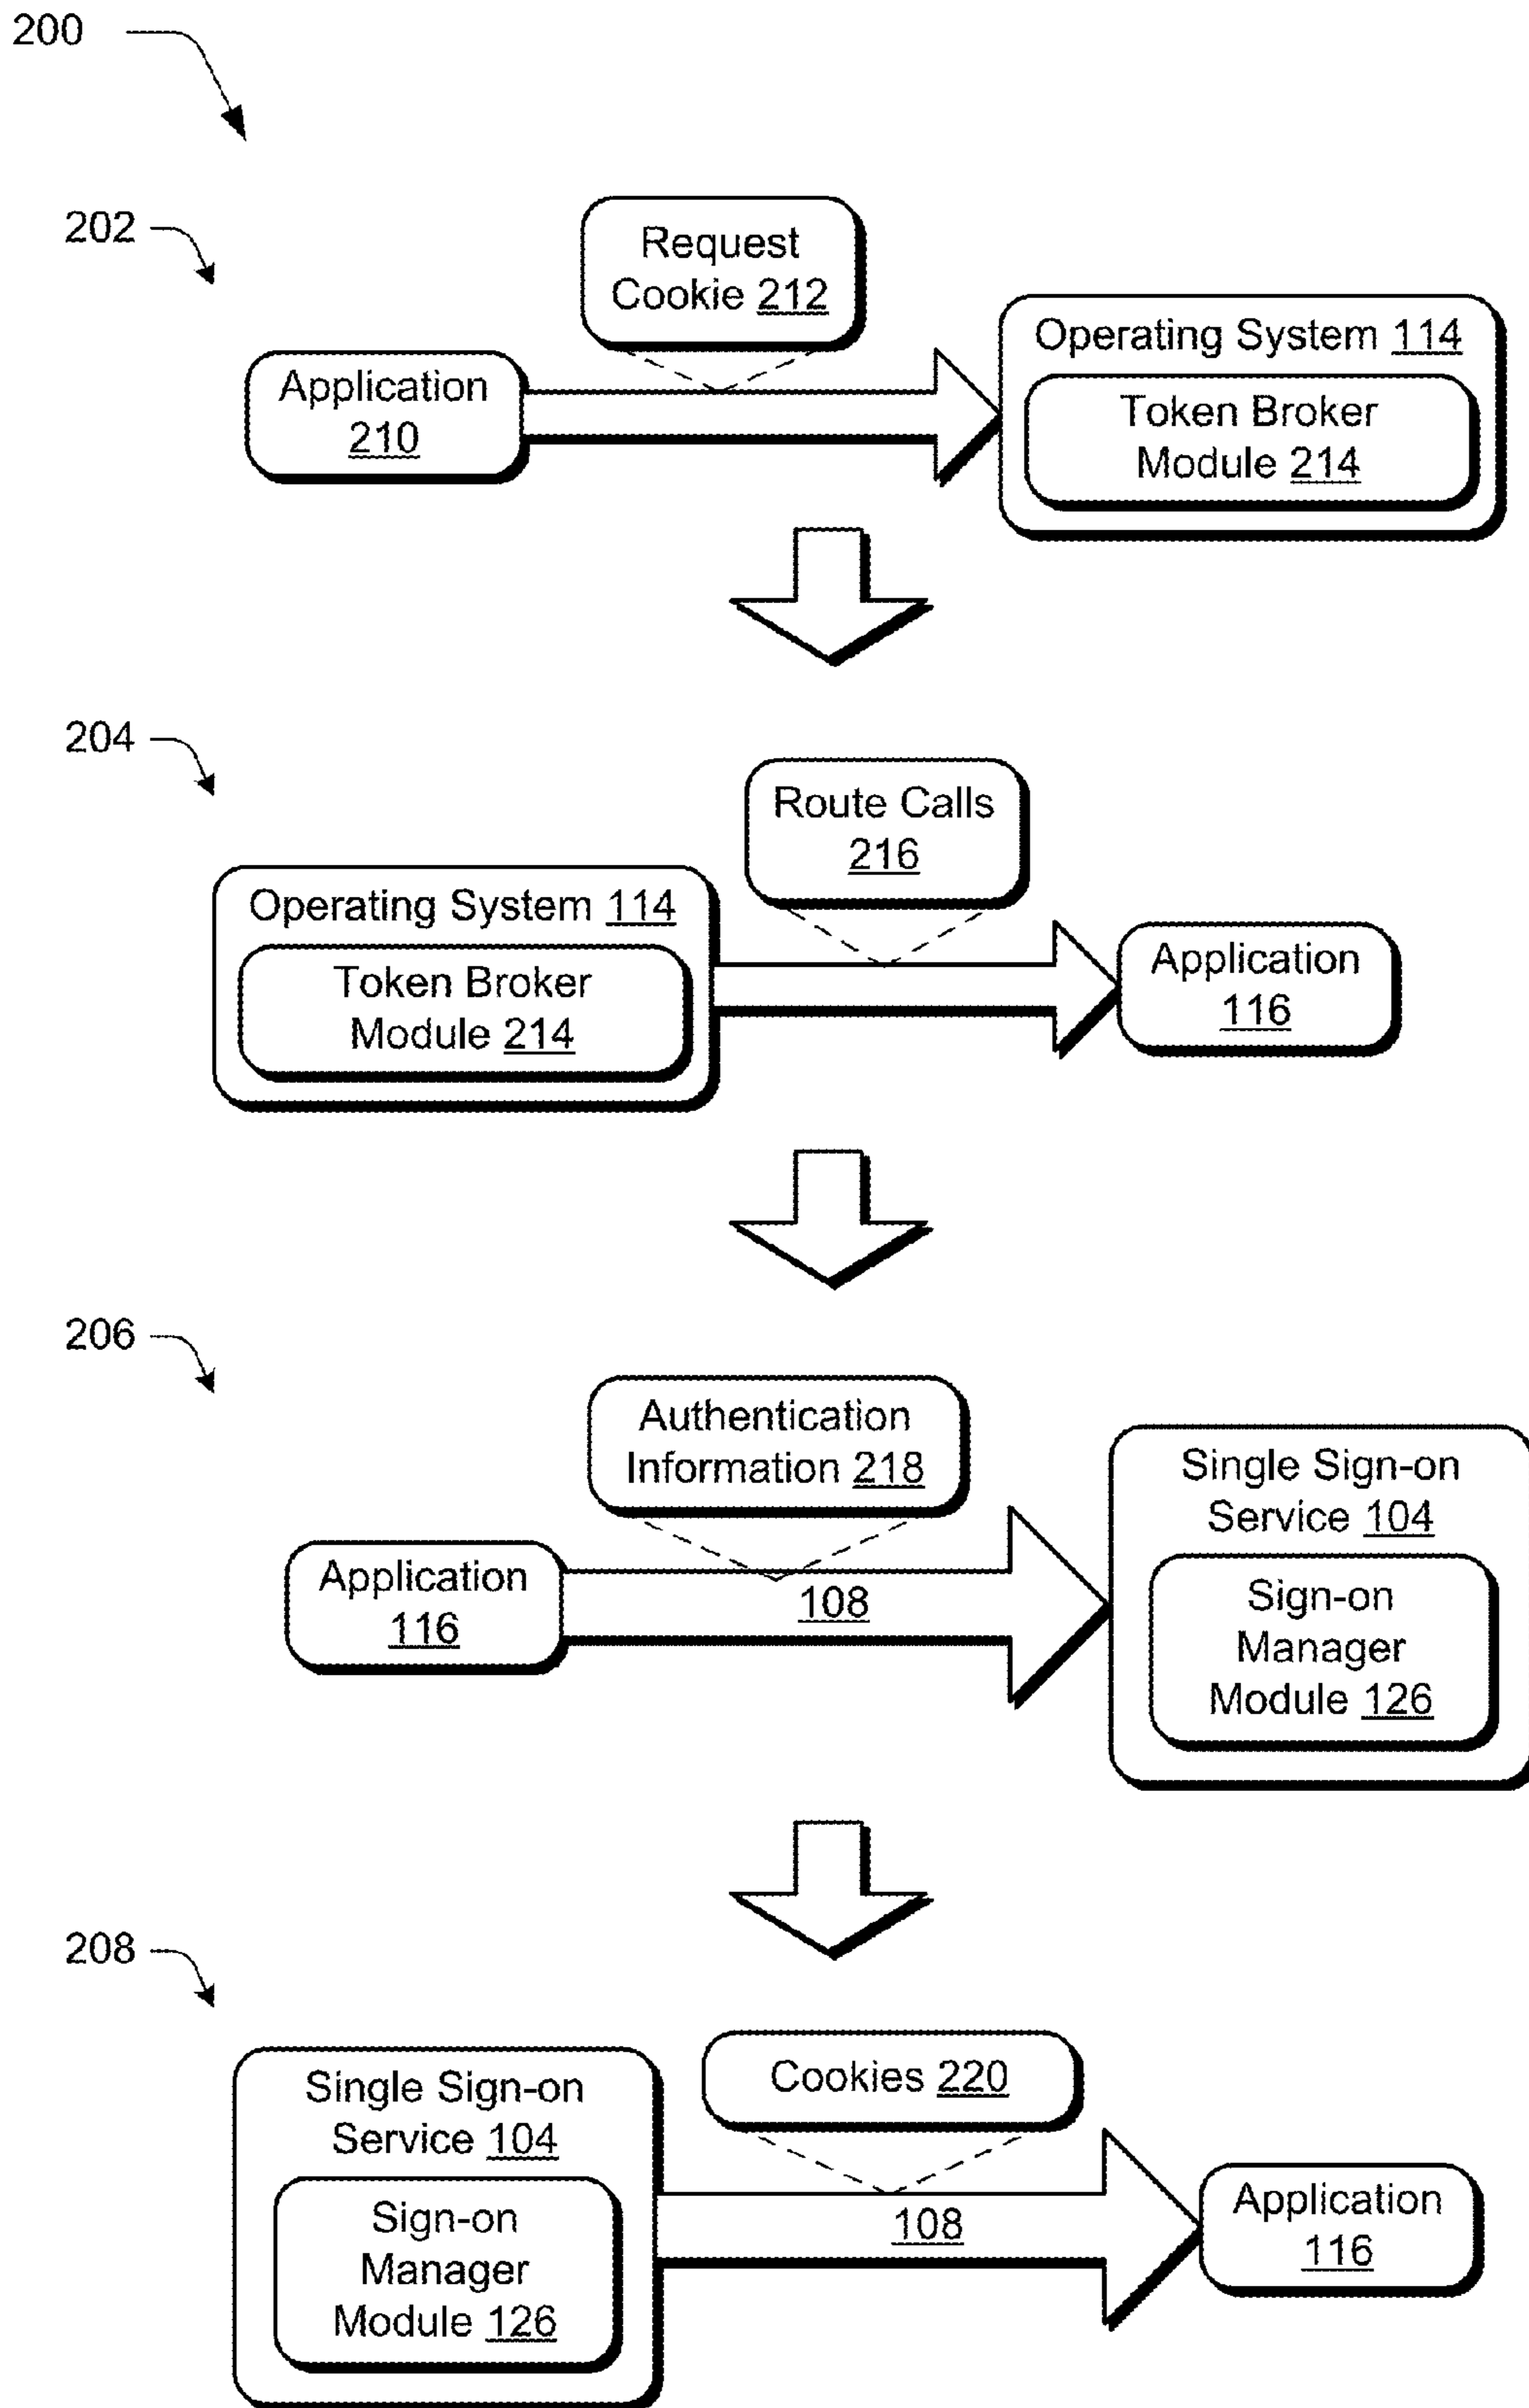 200
202
Request
Cookie 212
Application
210
Operating System 114
Token Broker
Module 214
204
Route Calls
216
Operating System 114
Token Broker
Module 214
Application
116
206
Authentication
Information 218
Application
116
108
Single Sign-on
Service 104
Sign-on
Manager
Module 126
208
Single Sign-on
Service 104
Sign-on
Manager
Module 126
Cookies 220
108
Application
116